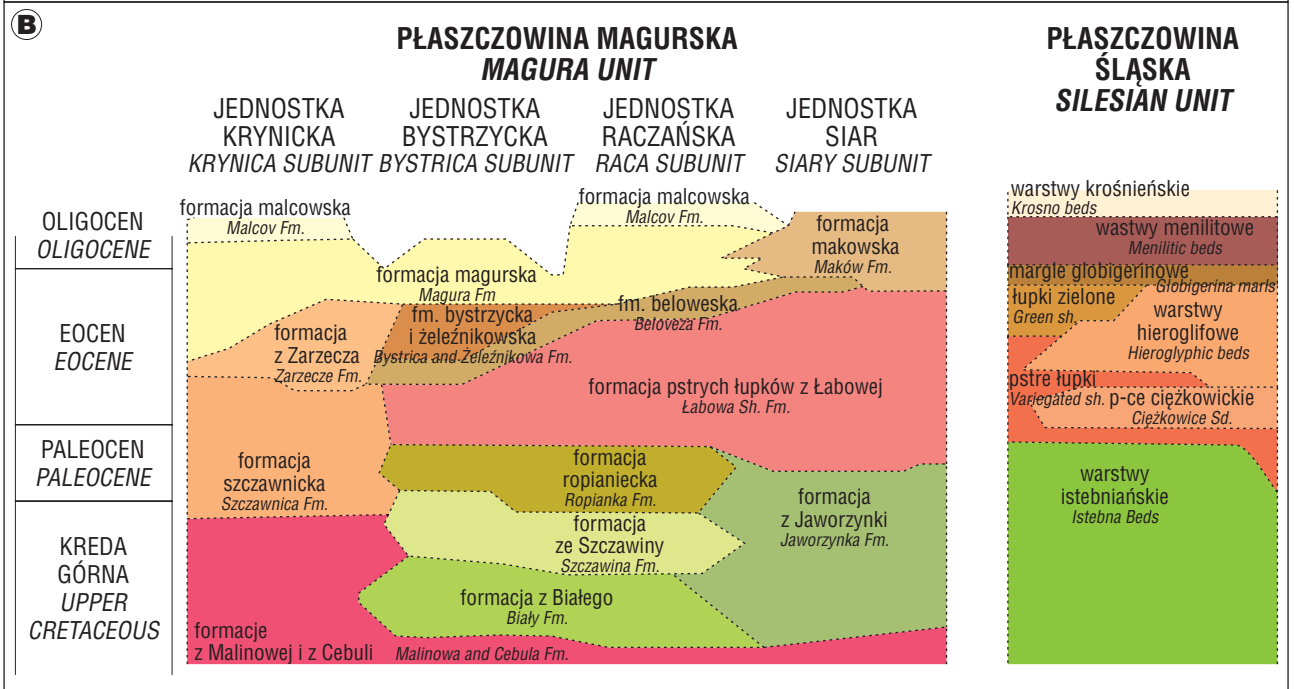 B
PŁASZCZOWINA MAGURSKA
MAGURA UNIT
PŁASZCZOWINA
ŚLĄSKA
SILESIAN UNIT
JEDNOSTKA
KRYNICKA
KRYNICA SUBUNIT
JEDNOSTKA
BYSTRZYCKA
BYSTRICA SUBUNIT
JEDNOSTKA
RACZAŃSKA
RACA SUBUNIT
JEDNOSTKA
SIAR
SIARY SUBUNIT
OLIGOCEN
OLIGOCENE
EOCEN
EOCENE
PALEOCEN
PALEOCENE
KREDA
GÓRNA
UPPER
CRETACEOUS
formacja malcowska
Malcov Fm.
formacja malcowska
Malcov Fm.
formacja
makowska
Maków Fm.
formacja magurska
Magura Fm
formacja
z Zarzecza
Zarzecze Fm.
fm. bystrzycka
i żeleźnikowska
Bystrica and Żeleźnikowa Fm.
fm. beloweska
Beloveza Fm.
formacja pstrych łupków z Łabowej
Łabowa Sh. Fm.
formacja
szczawnicka
Szczawnica Fm.
formacja
ropianiecka
Ropianka Fm.
formacja
z Jaworzynki
Jaworzynka Fm.
formacja
ze Szczawiny
Szczawina Fm.
formacja z Białego
Biały Fm.
formacje
z Malinowej i z Cebuli
Malinowa and Cebula Fm.
warstwy krośnieńskie
Krosno beds
wastwy menilitowe
Menilitic beds
margle globigerinowe
Globigerina marls
łupki zielone
Green sh.
warstwy
hieroglifowe
Hieroglyphic beds
pstre łupki
Variegated sh.
p-ce ciężkowickie
Ciężkowice Sd.
warstwy
istebniańskie
Istebna Beds